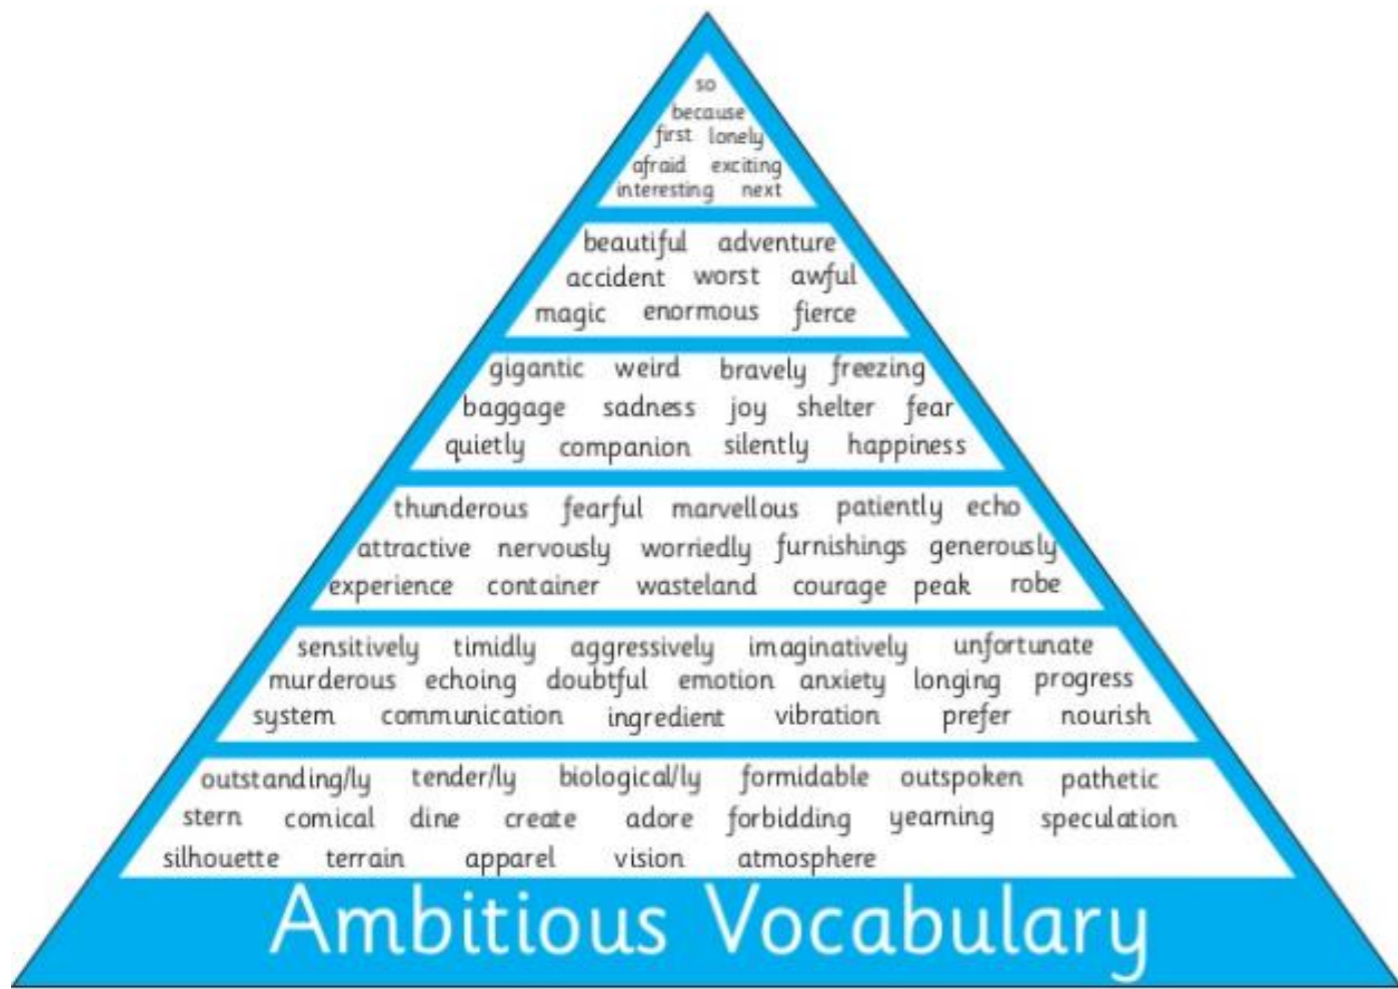 so
because
first lonely
afraid exciting
interesting next
beautiful adventure
accident worst awful
magic enormous fierce
gigantic weird bravely freezing
baggage sadness joy shelter fear
quietly companion silently happiness
thunderous fearful marvellous patiently echo
attractive nervously worriedly furnishings generously
experience container wasteland courage peak robe
sensitively timidly aggressively imaginatively unfortunate
murderous echoing doubtful emotion anxiety longing progress
system communication ingredient vibration prefer nourish
outstanding/ly tender/ly biological/ly formidable outspoken pathetic
stern comical dine create adore forbidding yearning speculation
silhouette terrain apparel vision atmosphere
Ambitious Vocabulary